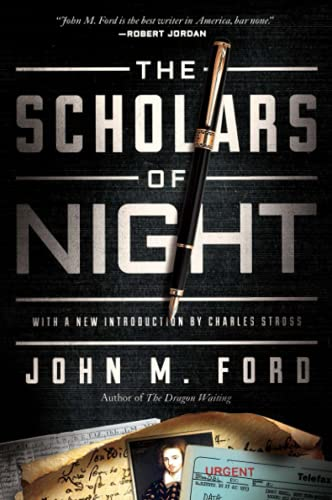 "John M. Ford is the best writer in America, bar none."
—ROBERT JORDAN
THE
SCHOLARS
OF
NIGHT
WITH A NEW INTRODUCTION BY CHARLES STROSS
JOHN M. FORD
Author of The Dragon Waiting
URGENT
Telefa
DATE